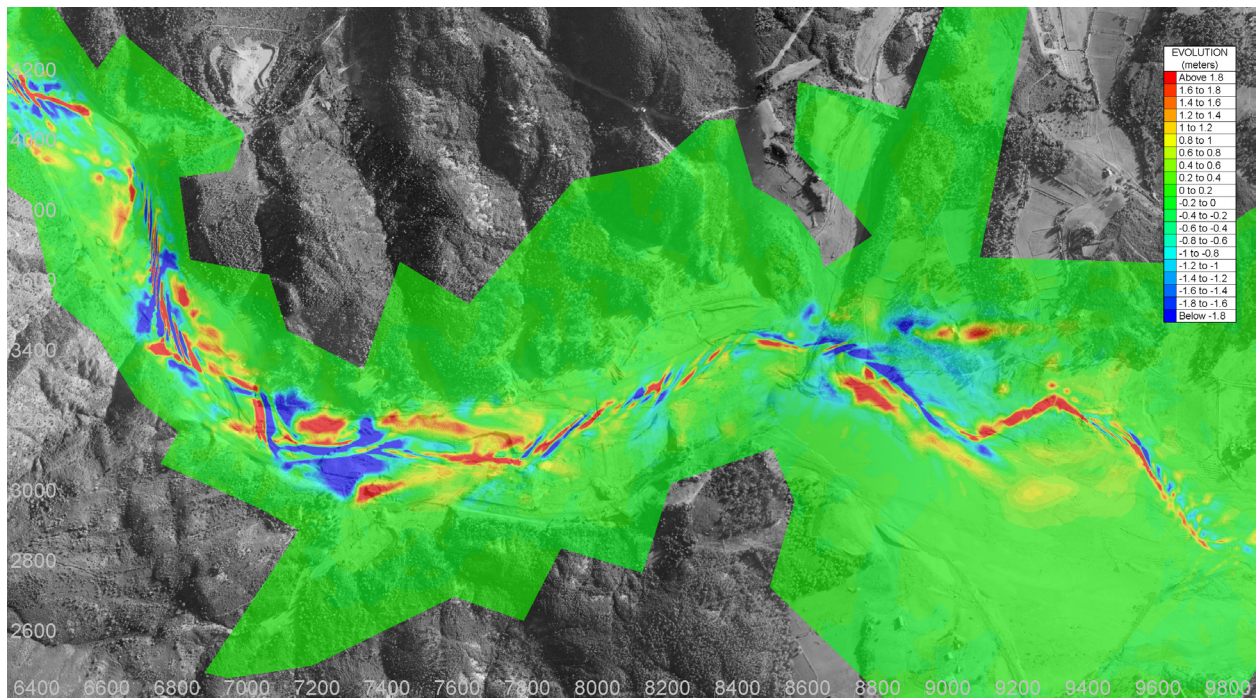 EVOLUTION
(meters)
Above 1.8
1.6 to 1.8
1.4 to 1.6
1.2 to 1.4
1 to 1.2
0.8 to 1
0.6 to 0.8
0.4 to 0.6
0.2 to 0.4
0 to 0.2
-0.2 to 0
-0.4 to -0.2
-0.6 to -0.4
-0.8 to -0.6
-1 to -0.8
-1.2 to -1
-1.4 to -1.2
-1.6 to -1.4
-1.8 to -1.6
Below -1.8
3400
3000
2800
2600
6400 6600 6800 7000 7200 7400 7600 7800 8000 8200 8400 8600 8800 9000 9200 9400 9600 9800